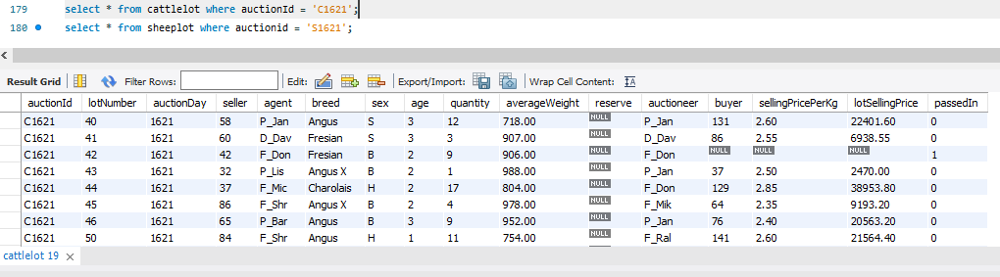 179 select * from cattlelot where auctionId = 'C1621';
180 select * from sheeplot where auctionid = 'S1621';
Result Grid Filter Rows: Edit: Export/Import: Wrap Cell Content:
auctionId lotNumber auctionDay seller agent breed sex age quantity averageWeight reserve auctioneer buyer sellingPricePerKg lotSellingPrice passedIn
C1621 40 1621 58 P_Jan Angus S 3 12 718.00 NULL P_Jan 131 2.60 22401.60 0
C1621 41 1621 60 D_Dav Fresian S 3 3 907.00 NULL D_Dav 86 2.55 6938.55 0
C1621 42 1621 42 F_Don Fresian B 2 9 906.00 NULL F_Don NULL NULL NULL 1
C1621 43 1621 32 P_Lis Angus X B 2 1 988.00 NULL P_Jan 37 2.50 2470.00 0
C1621 44 1621 37 F_Mic Charolais H 2 17 804.00 NULL F_Don 129 2.85 38953.80 0
C1621 45 1621 86 F_Shr Angus X B 2 4 978.00 NULL F_Mik 64 2.35 9193.20 0
C1621 46 1621 65 P_Bar Angus B 3 9 952.00 NULL P_Jan 76 2.40 20563.20 0
C1621 50 1621 84 F_Shr Angus H 1 11 754.00 NULL F_Ral 141 2.60 21564.40 0
cattlelot 19